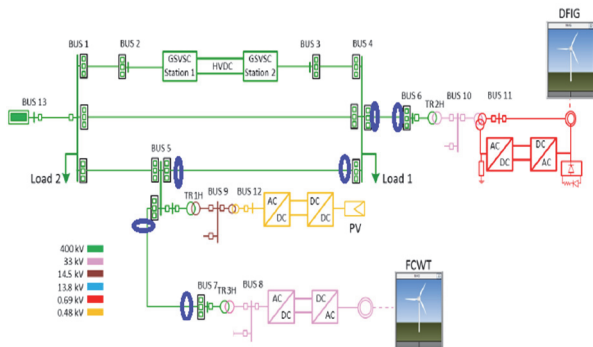 DFIG
BUS 1
BUS 2
GSVSC
Station 1
HVDC
GSVSC
Station 2
BUS 3
BUS 4
BUS 13
BUS 6
TR2H
BUS 10
BUS 11
AC
DC
DC
AC
Load 2
BUS 5
Load 1
TR1H
BUS 9
BUS 12
AC
DC
DC
DC
PV
400 kV
33 kV
14.5 kV
13.8 kV
0.69 kV
0.48 kV
FCWT
BUS 7
TR3H
BUS 8
AC
DC
DC
AC